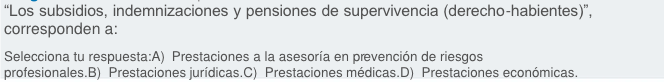 “Los subsidios, indemnizaciones y pensiones de supervivencia (derecho-habientes)”,
corresponden a:
Selecciona tu respuesta:A) Prestaciones a la asesoría en prevención de riesgos
profesionales.B) Prestaciones jurídicas.C) Prestaciones médicas.D) Prestaciones económicas.